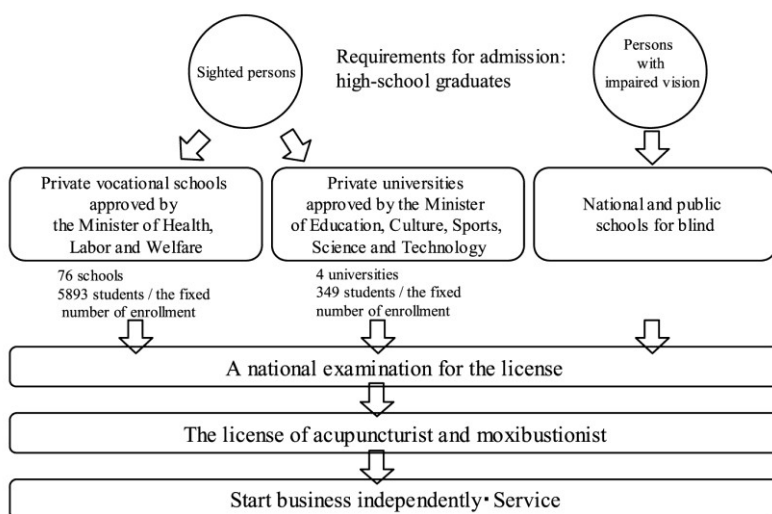 Sighted persons
Requirements for admission:
high-school graduates
Persons
with
impaired vision
Private vocational schools
approved by
the Minister of Health,
Labor and Welfare
76 schools
5893 students / the fixed
number of enrollment
Private universities
approved by the Minister
of Education, Culture, Sports,
Science and Technology
4 universities
349 students / the fixed
number of enrollment
National and public
schools for blind
A national examination for the license
The license of acupuncturist and moxibustionist
Start business independently・Service